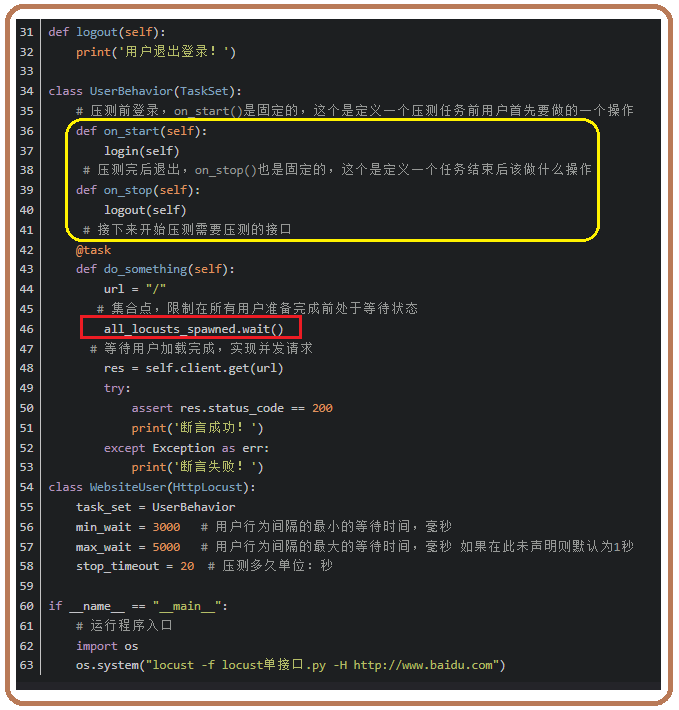 31 def logout(self):
32     print('用户退出登录！')
33
34 class UserBehavior(TaskSet):
35     # 压测前登录，on_start()是固定的，这个是定义一个压测任务前用户首先要做的一个操作
36     def on_start(self):
37         login(self)
38      # 压测完后退出，on_stop()也是固定的，这个是定义一个任务结束后该做什么操作
39     def on_stop(self):
40         logout(self)
41      # 接下来开始压测需要压测的接口
42     @task
43     def do_something(self):
44         url = "/"
45        # 集合点，限制在所有用户准备完成前处于等待状态
46         all_locusts_spawned.wait()
47       # 等待用户加载完成，实现并发请求
48         res = self.client.get(url)
49         try:
50             assert res.status_code == 200
51             print('断言成功！')
52         except Exception as err:
53             print('断言失败！')
54 class WebsiteUser(HttpLocust):
55     task_set = UserBehavior
56     min_wait = 3000   # 用户行为间隔的最小的等待时间，毫秒
57     max_wait = 5000   # 用户行为间隔的最大的等待时间，毫秒 如果在此未声明则默认为1秒
58     stop_timeout = 20  # 压测多久单位：秒
59
60 if __name__ == "__main__":
61     # 运行程序入口
62     import os
63     os.system("locust -f locust单接口.py -H http://www.baidu.com")